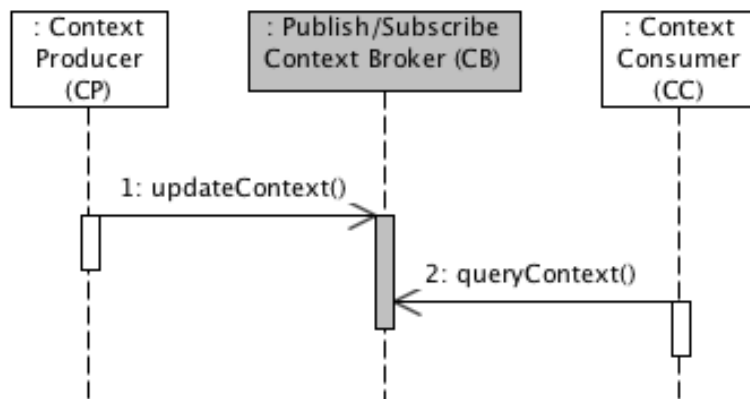 : Context
Producer
(CP)
: Publish/Subscribe
Context Broker (CB)
: Context
Consumer
(CC)
1: updateContext()
2: queryContext()